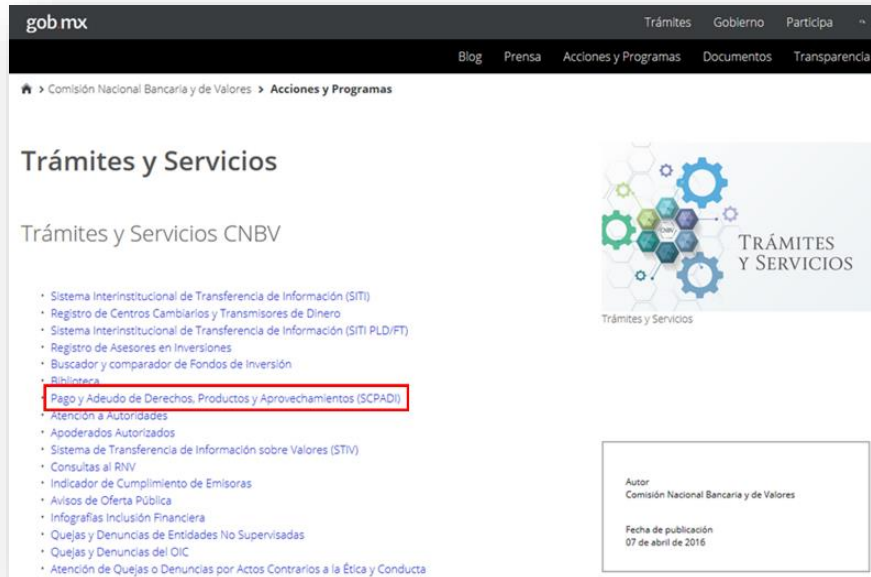 gob mx
Trámites Gobierno Participa
Blog Prensa Acciones y Programas Documentos Transparencia
> Comisión Nacional Bancaria y de Valores > Acciones y Programas
Trámites y Servicios
Trámites y Servicios CNBV
CNBV
TRÁMITES
Y SERVICIOS
Trámites y Servicios
• Sistema Interinstitucional de Transferencia de Información (SITI)
• Registro de Centros Cambiarios y Transmisores de Dinero
• Sistema Interinstitucional de Transferencia de Información (SITI PLD/FT)
• Registro de Asesores en Inversiones
• Buscador y comparador de Fondos de Inversión
• Biblioteca
• Pago y Adeudo de Derechos, Productos y Aprovechamientos (SCPADI)
• Atención a Autoridades
• Apoderados Autorizados
• Sistema de Transferencia de Información sobre Valores (STIV)
• Consultas al RNV
• Indicador de Cumplimiento de Emisoras
• Avisos de Oferta Pública
• Infografías Inclusión Financiera
• Quejas y Denuncias de Entidades No Supervisadas
• Quejas y Denuncias del OIC
• Atención de Quejas o Denuncias por Actos Contrarios a la Ética y Conducta
Autor
Comisión Nacional Bancaria y de Valores
Fecha de publicación
07 de abril de 2016